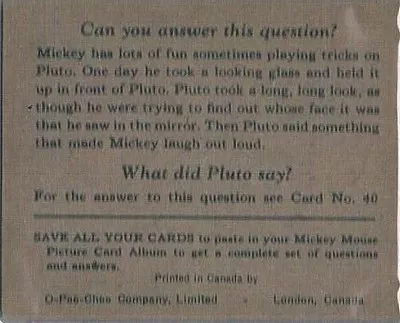 Can you answer this question?
Mickey has lots of fun sometimes playing tricks on
Pluto. One day he took a looking glass and held it
up in front of Pluto. Pluto took a long, long look, as
though he were trying to find out whose face it was
that he saw in the mirror. Then Pluto said something
that made Mickey laugh out loud.
What did Pluto say?
For the answer to this question see Card No. 40
SAVE ALL YOUR CARDS to paste in your Mickey Mouse
Picture Card Album to get a complete set of questions
and answers.
Printed in Canada by
O-Pee-Chee Company, Limited - London, Canada